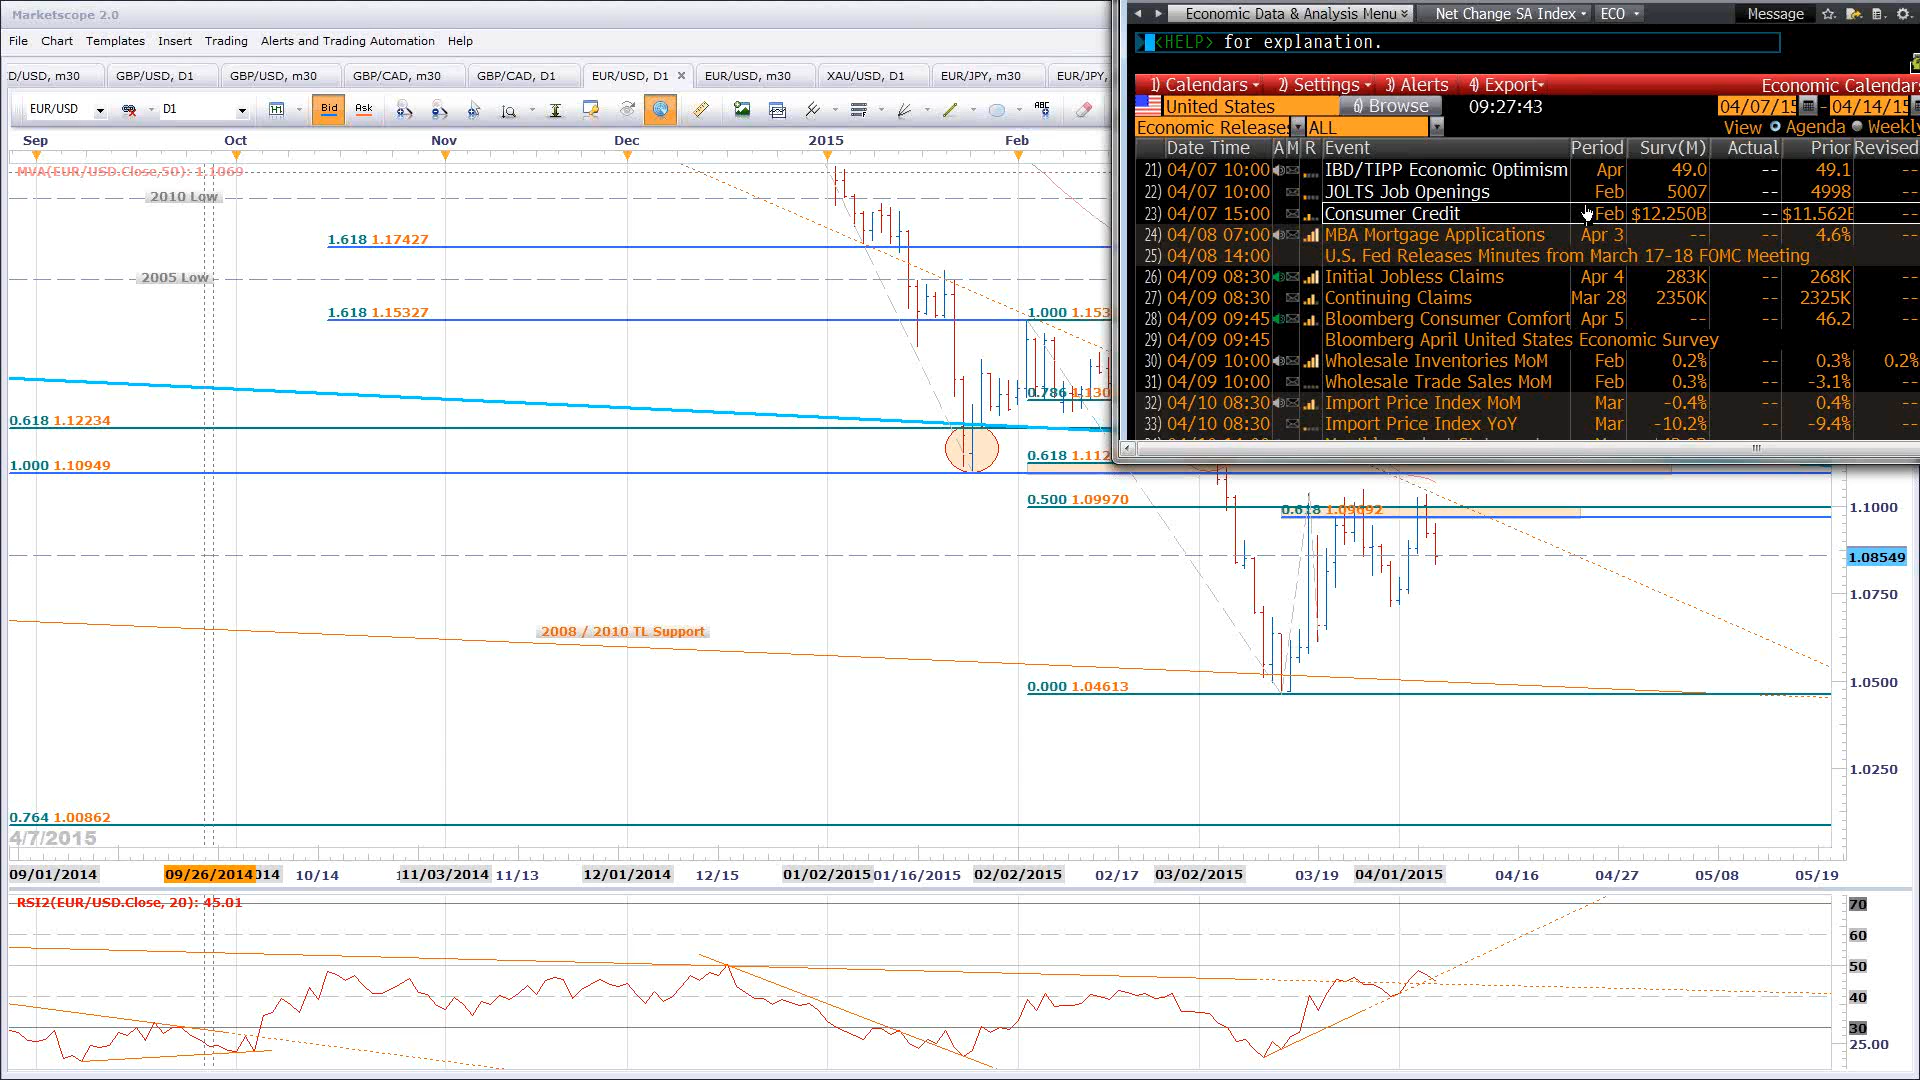 Marketscope 2.0
File Chart Templates Insert Trading Alerts and Trading Automation Help
D/USD, m30 GBP/USD, D1 GBP/USD, m30 GBP/CAD, m30 GBP/CAD, D1 EUR/USD, D1 EUR/USD, m30 XAU/USD, D1 EUR/JPY, m30 EUR/JPY,
EUR/USD D1 Bid Ask ABC
Sep Oct Nov Dec 2015 Feb
MVA(EUR/USD.Close,50): 1.1069
2010 Low
1.618 1.17427
2005 Low
1.618 1.15327
1.000 1.153
0.786 1.130
0.618 1.12234
0.618 1.112
1.000 1.10949
0.500 1.09970
0.618 1.09692
1.1000
1.08549
1.0750
2008 / 2010 TL Support
0.000 1.04613
1.0500
1.0250
0.764 1.00862
4/7/2015
09/01/2014 09/26/2014 014 10/14 11/03/2014 11/13 12/01/2014 12/15 01/02/2015 01/16/2015 02/02/2015 02/17 03/02/2015 03/19 04/01/2015 04/16 04/27 05/08 05/19
RSI2(EUR/USD.Close, 20): 45.01
70
60
50
40
30
25.00
Economic Data & Analysis Menu Net Change SA Index ECO Message
<HELP> for explanation.
1) Calendars 2) Settings 3) Alerts 4) Export Economic Calendars
United States 6) Browse 09:27:43 04/07/15 - 04/14/15
Economic Releases ALL View Agenda Weekly
Date Time A M R Event Period Surv(M) Actual Prior Revised
21) 04/07 10:00 IBD/TIPP Economic Optimism Apr 49.0 -- 49.1 --
22) 04/07 10:00 JOLTS Job Openings Feb 5007 -- 4998 --
23) 04/07 15:00 Consumer Credit Feb $12.250B -- $11.562B --
24) 04/08 07:00 MBA Mortgage Applications Apr 3 -- -- 4.6% --
25) 04/08 14:00 U.S. Fed Releases Minutes from March 17-18 FOMC Meeting
26) 04/09 08:30 Initial Jobless Claims Apr 4 283K -- 268K --
27) 04/09 08:30 Continuing Claims Mar 28 2350K -- 2325K --
28) 04/09 09:45 Bloomberg Consumer Comfort Apr 5 -- -- 46.2 --
29) 04/09 09:45 Bloomberg April United States Economic Survey
30) 04/09 10:00 Wholesale Inventories MoM Feb 0.2% -- 0.3% 0.2%
31) 04/09 10:00 Wholesale Trade Sales MoM Feb 0.3% -- -3.1% --
32) 04/10 08:30 Import Price Index MoM Mar -0.4% -- 0.4% --
33) 04/10 08:30 Import Price Index YoY Mar -10.2% -- -9.4% --